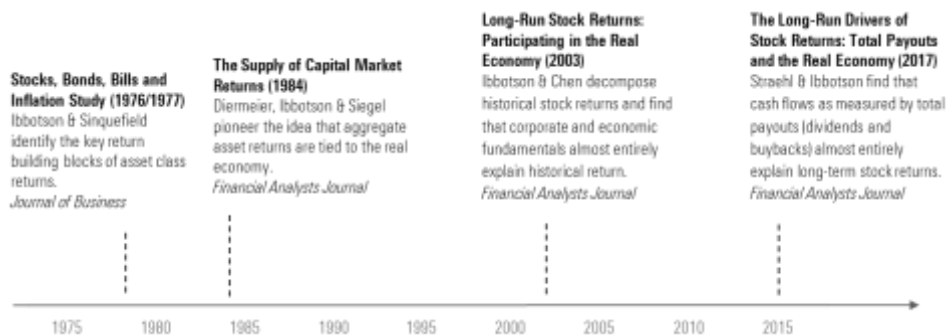 Stocks, Bonds, Bills and
Inflation Study (1976/1977)
Ibbotson & Sinquefield
identify the key return
building blocks of asset class
returns.
Journal of Business
The Supply of Capital Market
Returns (1984)
Diermeier, Ibbotson & Siegel
pioneer the idea that aggregate
asset returns are tied to the real
economy.
Financial Analysts Journal
Long-Run Stock Returns:
Participating in the Real
Economy (2003)
Ibbotson & Chen decompose
historical stock returns and find
that corporate and economic
fundamentals almost entirely
explain historical return.
Financial Analysts Journal
The Long-Run Drivers of
Stock Returns: Total Payouts
and the Real Economy (2017)
Straehl & Ibbotson find that
cash flows as measured by total
payouts (dividends and
buybacks) almost entirely
explain long-term stock returns.
Financial Analysts Journal
1975 1980 1985 1990 1995 2000 2005 2010 2015